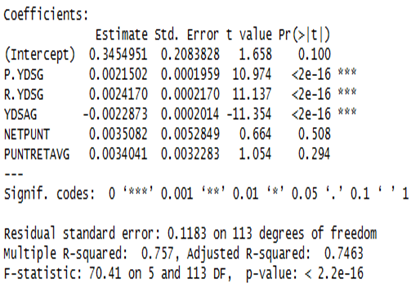 Coefficients:
Estimate Std. Error t value Pr(>|t|)
(Intercept) 0.3454951 0.2083828 1.658 0.100
P.YDSG 0.0021502 0.0001959 10.974 <2e-16 ***
R.YDSG 0.0024170 0.0002170 11.137 <2e-16 ***
YDSAG -0.0022873 0.0002014 -11.354 <2e-16 ***
NETPUNT 0.0035082 0.0052849 0.664 0.508
PUNTRETAVG 0.0034041 0.0032283 1.054 0.294
---
Signif. codes: 0 ‘***’ 0.001 ‘**’ 0.01 ‘*’ 0.05 ‘.’ 0.1 ‘ ’ 1
Residual standard error: 0.1183 on 113 degrees of freedom
Multiple R-squared: 0.757, Adjusted R-squared: 0.7463
F-statistic: 70.41 on 5 and 113 DF, p-value: < 2.2e-16